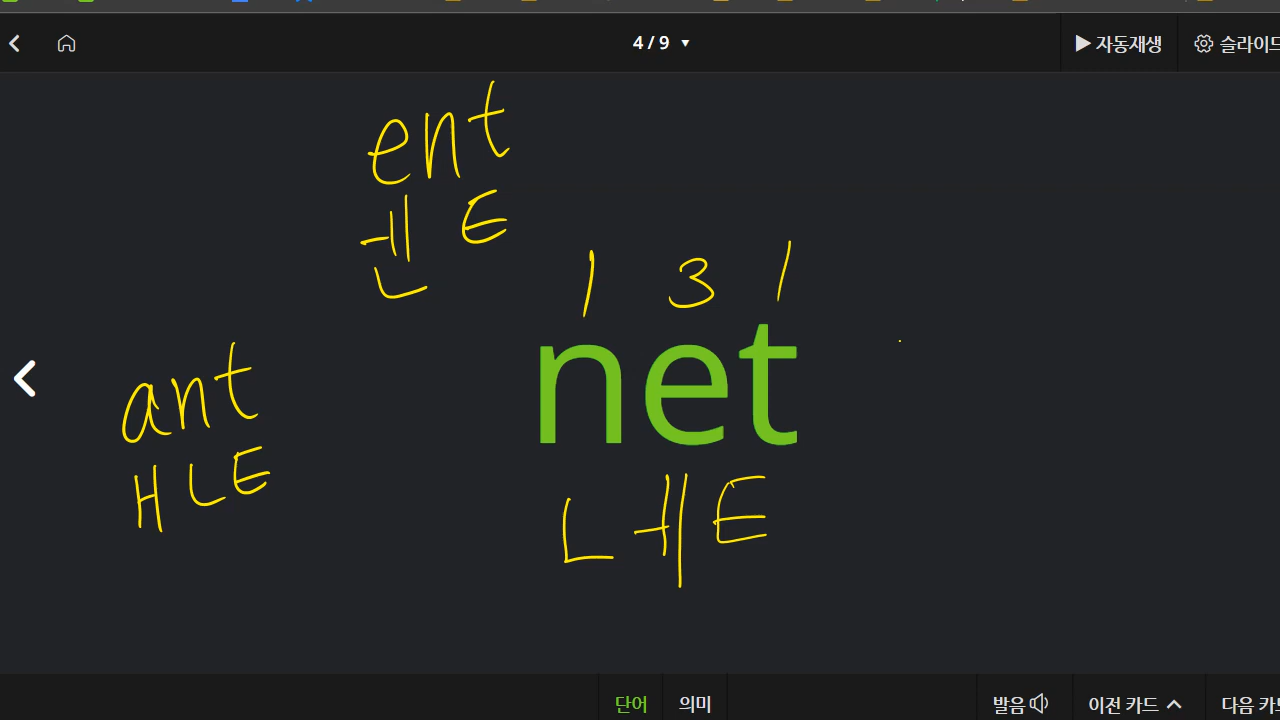 4 / 9 ▼
▶ 자동재생
슬라이드
ent
ㅔ E
ㄴ
1 3 1
net
ㄴ ㅔ E
ant
H ㄴ E
단어
의미
발음
이전 카드
다음 카